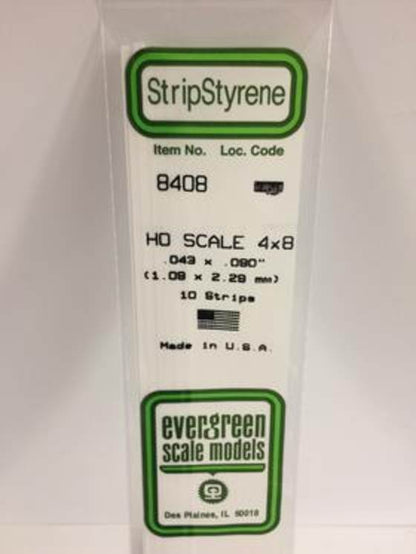 StripStyrene
Item No. Loc. Code
8408
HO SCALE 4x8
.043 x .090"
(1.09 x 2.29 mm)
10 Strips
Made in U.S.A.
evergreen
scale models
Des Plaines, IL 60018